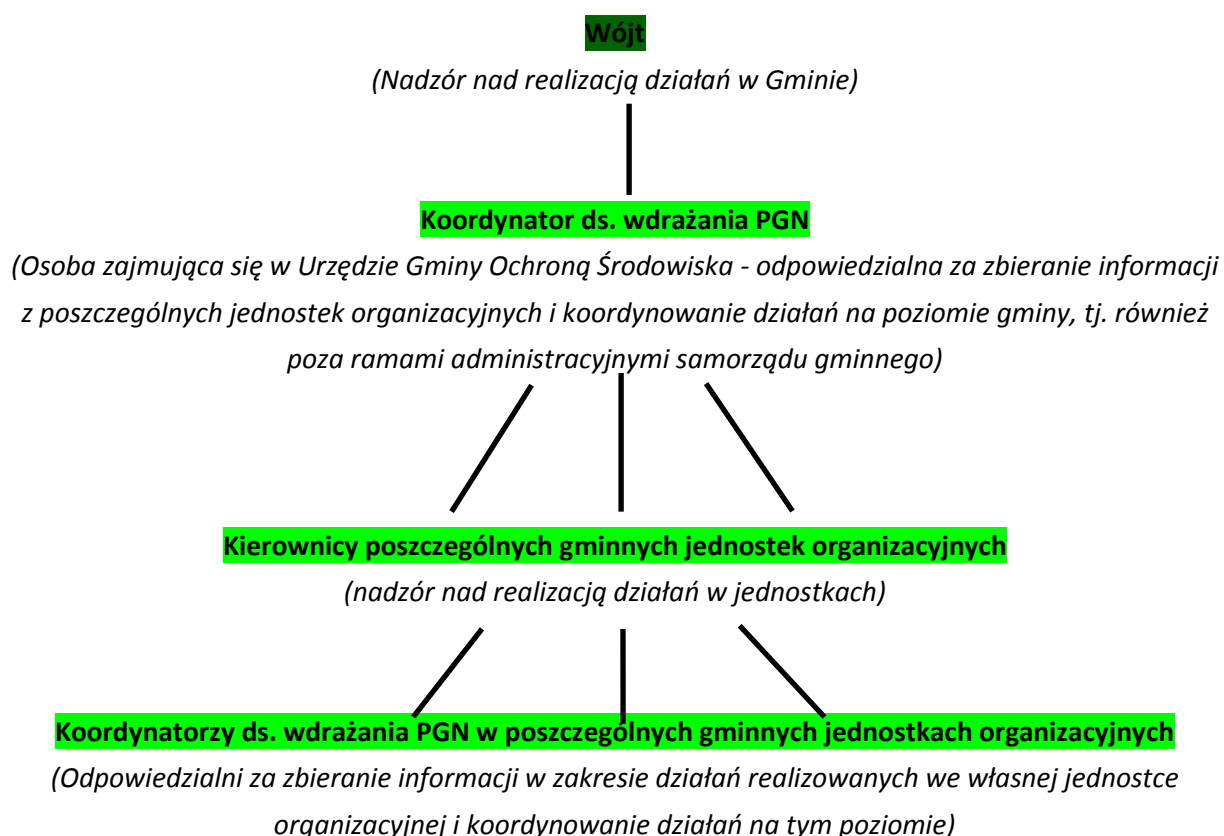 Wójt
(Nadzór nad realizacją działań w Gminie)
Koordynator ds. wdrażania PGN
(Osoba zajmująca się w Urzędzie Gminy Ochroną Środowiska - odpowiedzialna za zbieranie informacji
z poszczególnych jednostek organizacyjnych i koordynowanie działań na poziomie gminy, tj. również
poza ramami administracyjnymi samorządu gminnego)
Kierownicy poszczególnych gminnych jednostek organizacyjnych
(nadzór nad realizacją działań w jednostkach)
Koordynatorzy ds. wdrażania PGN w poszczególnych gminnych jednostkach organizacyjnych
(Odpowiedzialni za zbieranie informacji w zakresie działań realizowanych we własnej jednostce
organizacyjnej i koordynowanie działań na tym poziomie)